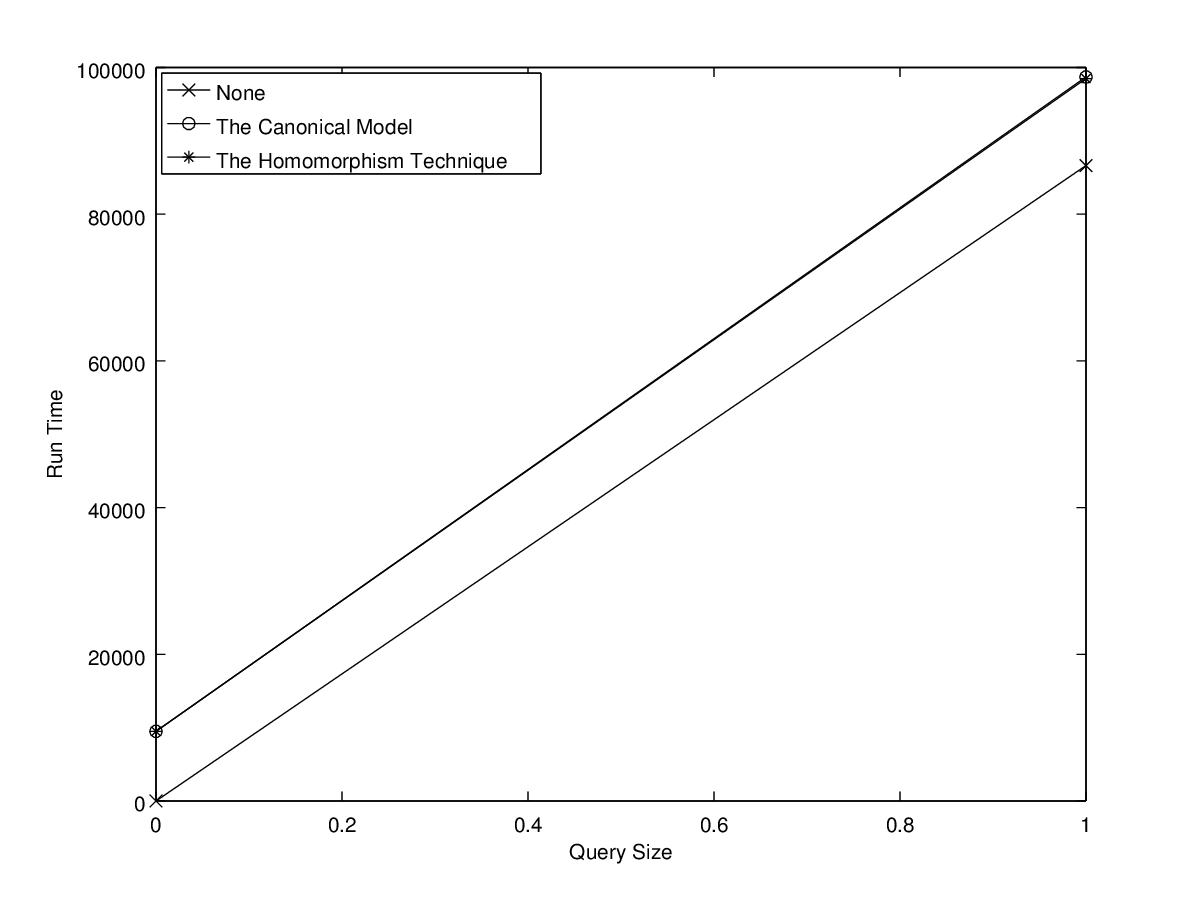 100000
80000
60000
40000
20000
0
None
The Canonical Model
The Homomorphism Technique
Run Time
0 0.2 0.4 0.6 0.8 1
Query Size